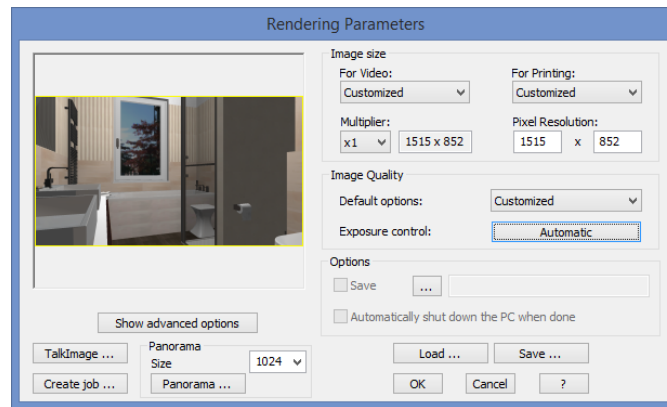 Rendering Parameters
Image size
For Video:
For Printing:
Customized
Customized
Multiplier:
Pixel Resolution:
x1
1515 x 852
1515 x 852
Image Quality
Default options:
Customized
Exposure control:
Automatic
Options
Save
...
Automatically shut down the PC when done
Show advanced options
TalkImage ...
Panorama
Size
1024
Load ...
Save ...
Create job ...
Panorama ...
OK
Cancel
?